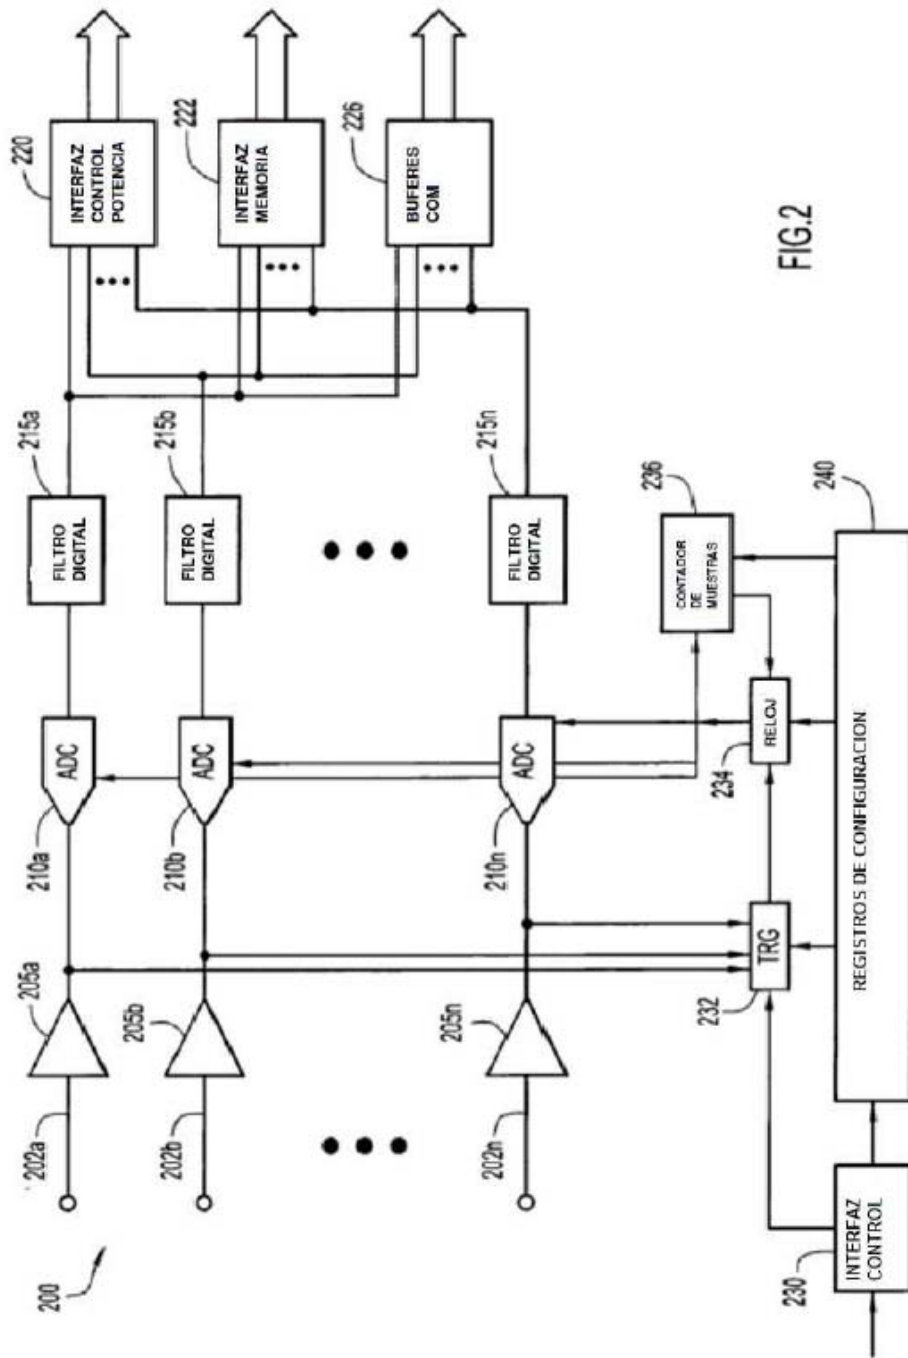 200
202a
205a
210a
ADC
215a
FILTRO
DIGITAL
220
INTERFAZ
CONTROL
POTENCIA
202b
205b
210b
ADC
215b
FILTRO
DIGITAL
222
INTERFAZ
MEMORIA
226
BUFERES
COM
202n
205n
210n
ADC
215n
FILTRO
DIGITAL
230
INTERFAZ
CONTROL
232
TRG
234
RELOJ
236
CONTADOR
DE
MUESTRAS
240
REGISTROS DE CONFIGURACION
FIG.2